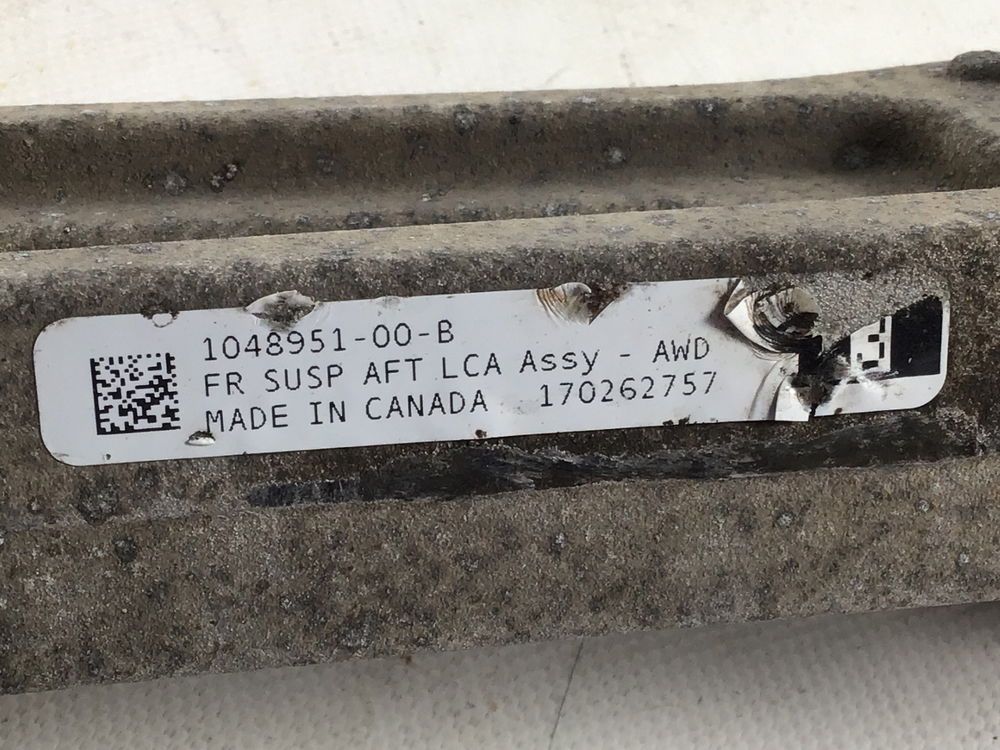 1048951-00-B
FR SUSP AFT LCA Assy - AWD
MADE IN CANADA 170262757